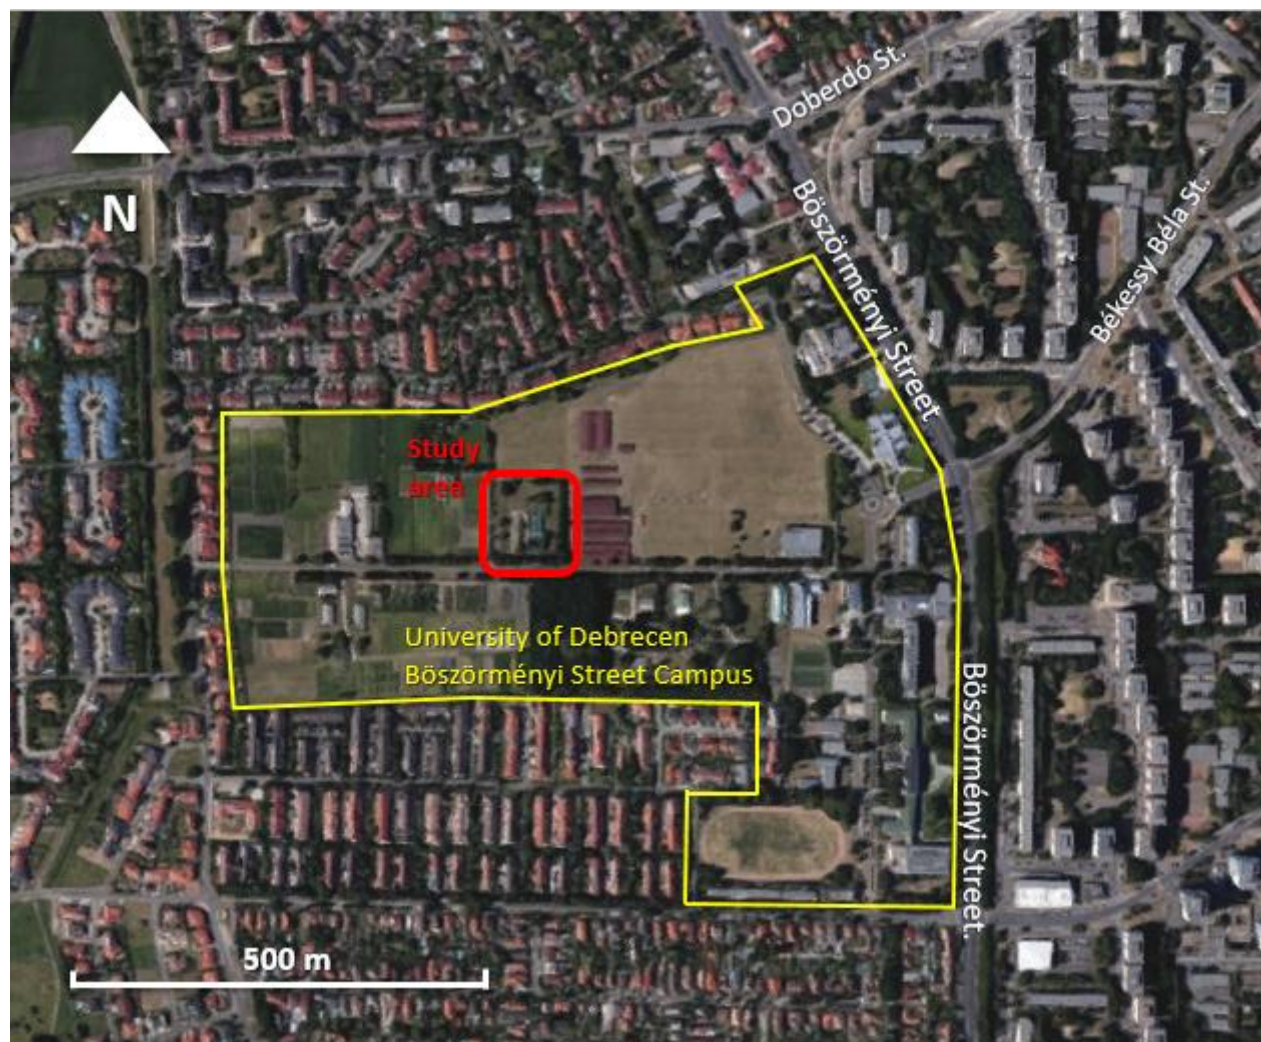 Doberdó St.
N
Böszörményi Street
Békessy Béla St.
Study
area
University of Debrecen
Böszörményi Street Campus
Böszörményi Street.
500 m